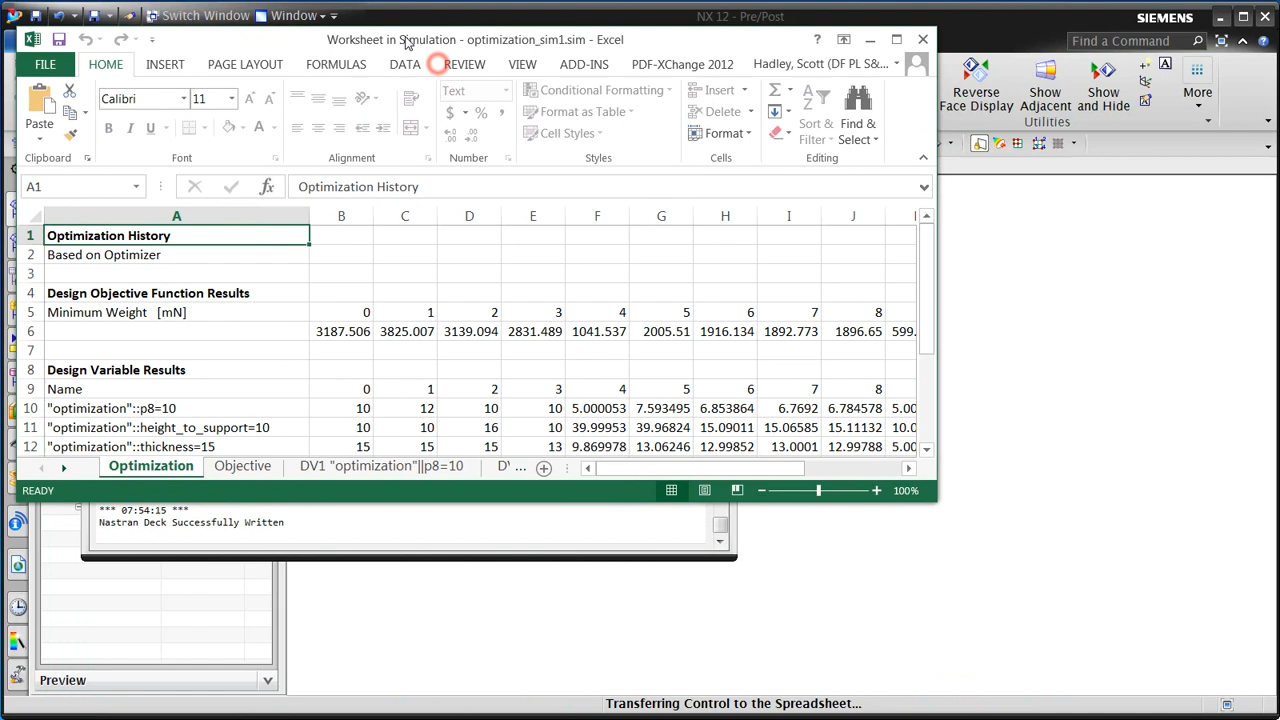 Switch Window Window NX 12 - Pre/Post SIEMENS
Worksheet in Simulation - optimization_sim1.sim - Excel
Find a Command
FILE HOME INSERT PAGE LAYOUT FORMULAS DATA REVIEW VIEW ADD-INS PDF-XChange 2012 Hadley, Scott (DF PL S&...
Paste
Calibri 11
Text
Conditional Formatting
Format as Table
Cell Styles
Insert
Delete
Format
Sort & Filter
Find & Select
Clipboard Font Alignment Number Styles Cells Editing
Reverse Face Display
Show Adjacent
Show and Hide
More
Utilities
A1 fx Optimization History
A B C D E F G H I J
1 Optimization History
2 Based on Optimizer
3
4 Design Objective Function Results
5 Minimum Weight [mN] 0 1 2 3 4 5 6 7 8
6 3187.506 3825.007 3139.094 2831.489 1041.537 2005.51 1916.134 1892.773 1896.65 599.
7
8 Design Variable Results
9 Name 0 1 2 3 4 5 6 7 8
10 "optimization"::p8=10 10 12 10 10 5.000053 7.593495 853864 6.7692 6.784578 5.00
11 "optimization"::height_to_support=10 10 10 16 10 39.99953 39.96824 15.09011 15.06585 15.11132 10.0
12 "optimization"::thickness=15 15 15 15 13 9.869978 13.06246 12.99852 13.0001 12.99788 5.00
Optimization Objective DV1 "optimization"||p8=10 D'
READY 100%
*** 07:54:15 ***
Nastran Deck Successfully Written
Preview
Transferring Control to the Spreadsheet...